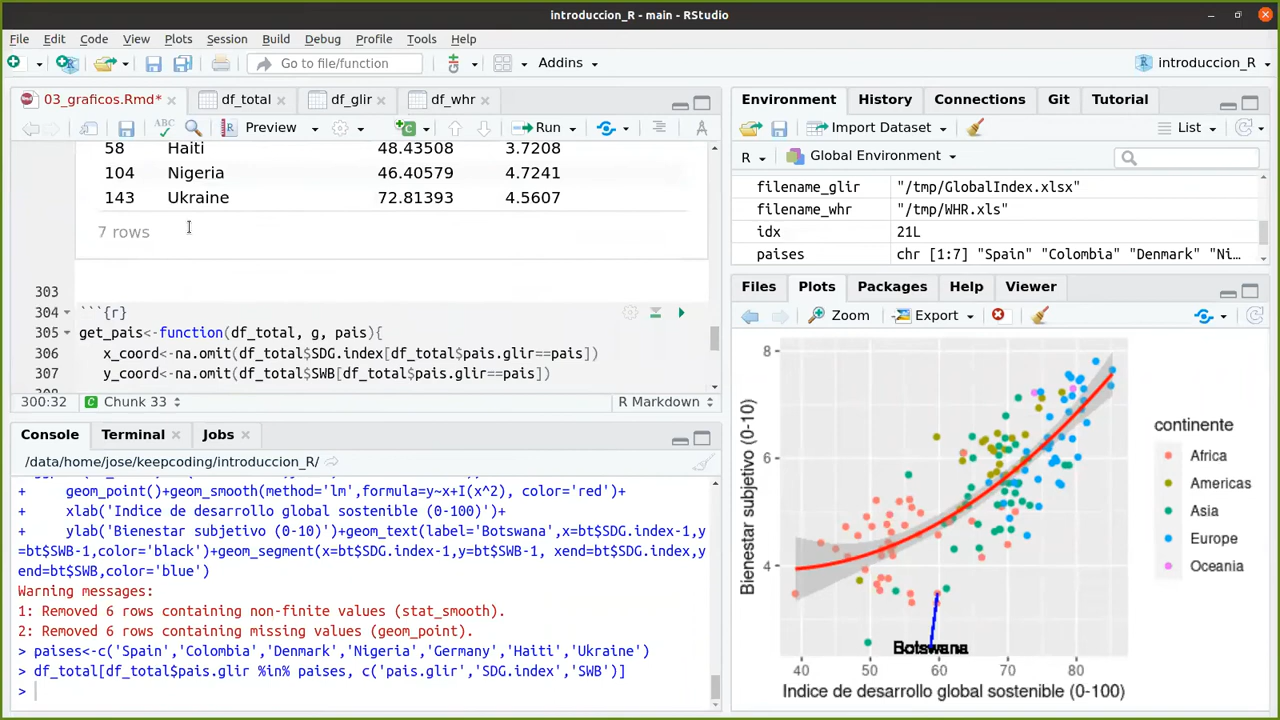 introduccion_R - main - RStudio
File Edit Code View Plots Session Build Debug Profile Tools Help
Go to file/function Addins introduccion_R
03_graficos.Rmd* df_total df_glir df_whr
ABC Preview Run
58 Haiti 48.43508 3.7208
104 Nigeria 46.40579 4.7241
143 Ukraine 72.81393 4.5607
7 rows
303
304 ```{r}
305 get_pais<-function(df_total, g, pais){
306 x_coord<-na.omit(df_total$SDG.index[df_total$pais.glir==pais])
307 y_coord<-na.omit(df_total$SWB[df_total$pais.glir==pais])
300:32 Chunk 33 R Markdown
Console Terminal Jobs
/data/home/jose/keepcoding/introduccion_R/
+ geom_point()+geom_smooth(method='lm',formula=y~x+I(x^2), color='red')+
+ xlab('Indice de desarrollo global sostenible (0-100)')+
+ ylab('Bienestar subjetivo (0-10)')+geom_text(label='Botswana',x=bt$SDG.index-1,y
=bt$SWB-1,color='black')+geom_segment(x=bt$SDG.index-1,y=bt$SWB-1, xend=bt$SDG.index,y
end=bt$SWB,color='blue')
Warning messages:
1: Removed 6 rows containing non-finite values (stat_smooth).
2: Removed 6 rows containing missing values (geom_point).
> paises<-c('Spain','Colombia','Denmark','Nigeria','Germany','Haiti','Ukraine')
> df_total[df_total$pais.glir %in% paises, c('pais.glir','SDG.index','SWB')]
>
Environment History Connections Git Tutorial
Import Dataset List
R Global Environment
filename_glir "/tmp/GlobalIndex.xlsx"
filename_whr "/tmp/WHR.xls"
idx 21L
paises chr [1:7] "Spain" "Colombia" "Denmark" "Ni…
Files Plots Packages Help Viewer
Zoom Export
8
6
4
Bienestar subjetivo (0-10)
Botswana
40 50 60 70 80
Indice de desarrollo global sostenible (0-100)
continente
Africa
Americas
Asia
Europe
Oceania